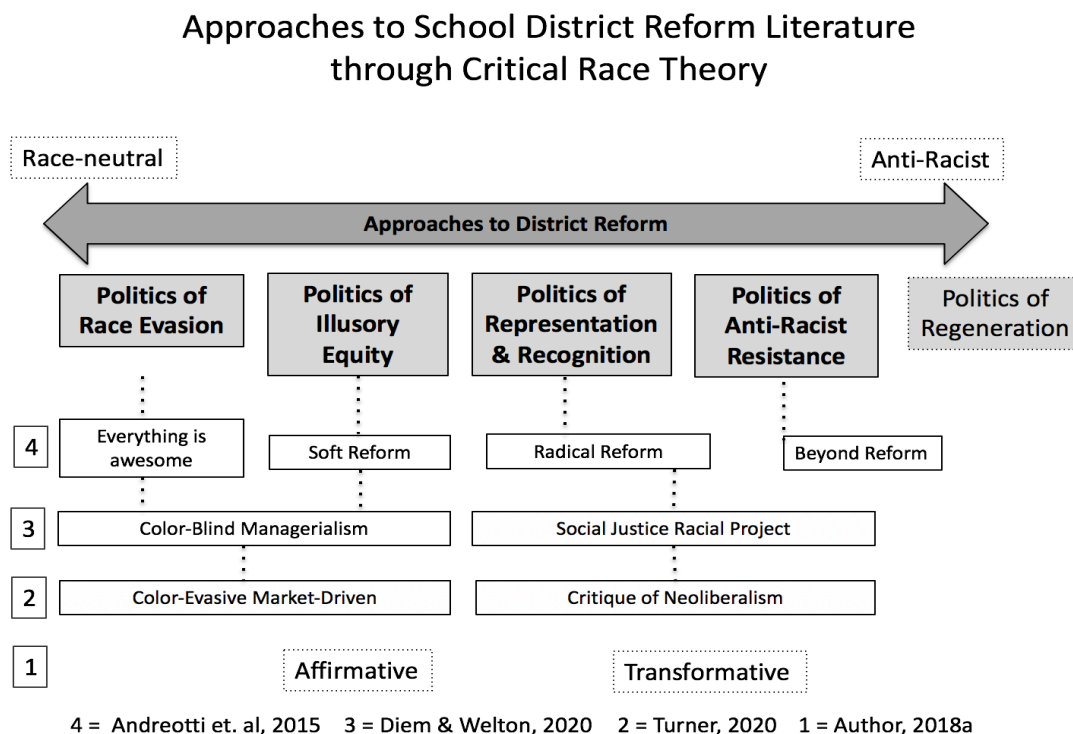 Approaches to School District Reform Literature
through Critical Race Theory
Race-neutral
Anti-Racist
Approaches to District Reform
Politics of
Race Evasion
Politics of
Illusory
Equity
Politics of
Representation
& Recognition
Politics of
Anti-Racist
Resistance
Politics of
Regeneration
4
Everything is
awesome
Soft Reform
Radical Reform
Beyond Reform
3
Color-Blind Managerialism
Social Justice Racial Project
2
Color-Evasive Market-Driven
Critique of Neoliberalism
1
Affirmative
Transformative
4 = Andreotti et. al, 2015 3 = Diem & Welton, 2020 2 = Turner, 2020 1 = Author, 2018a